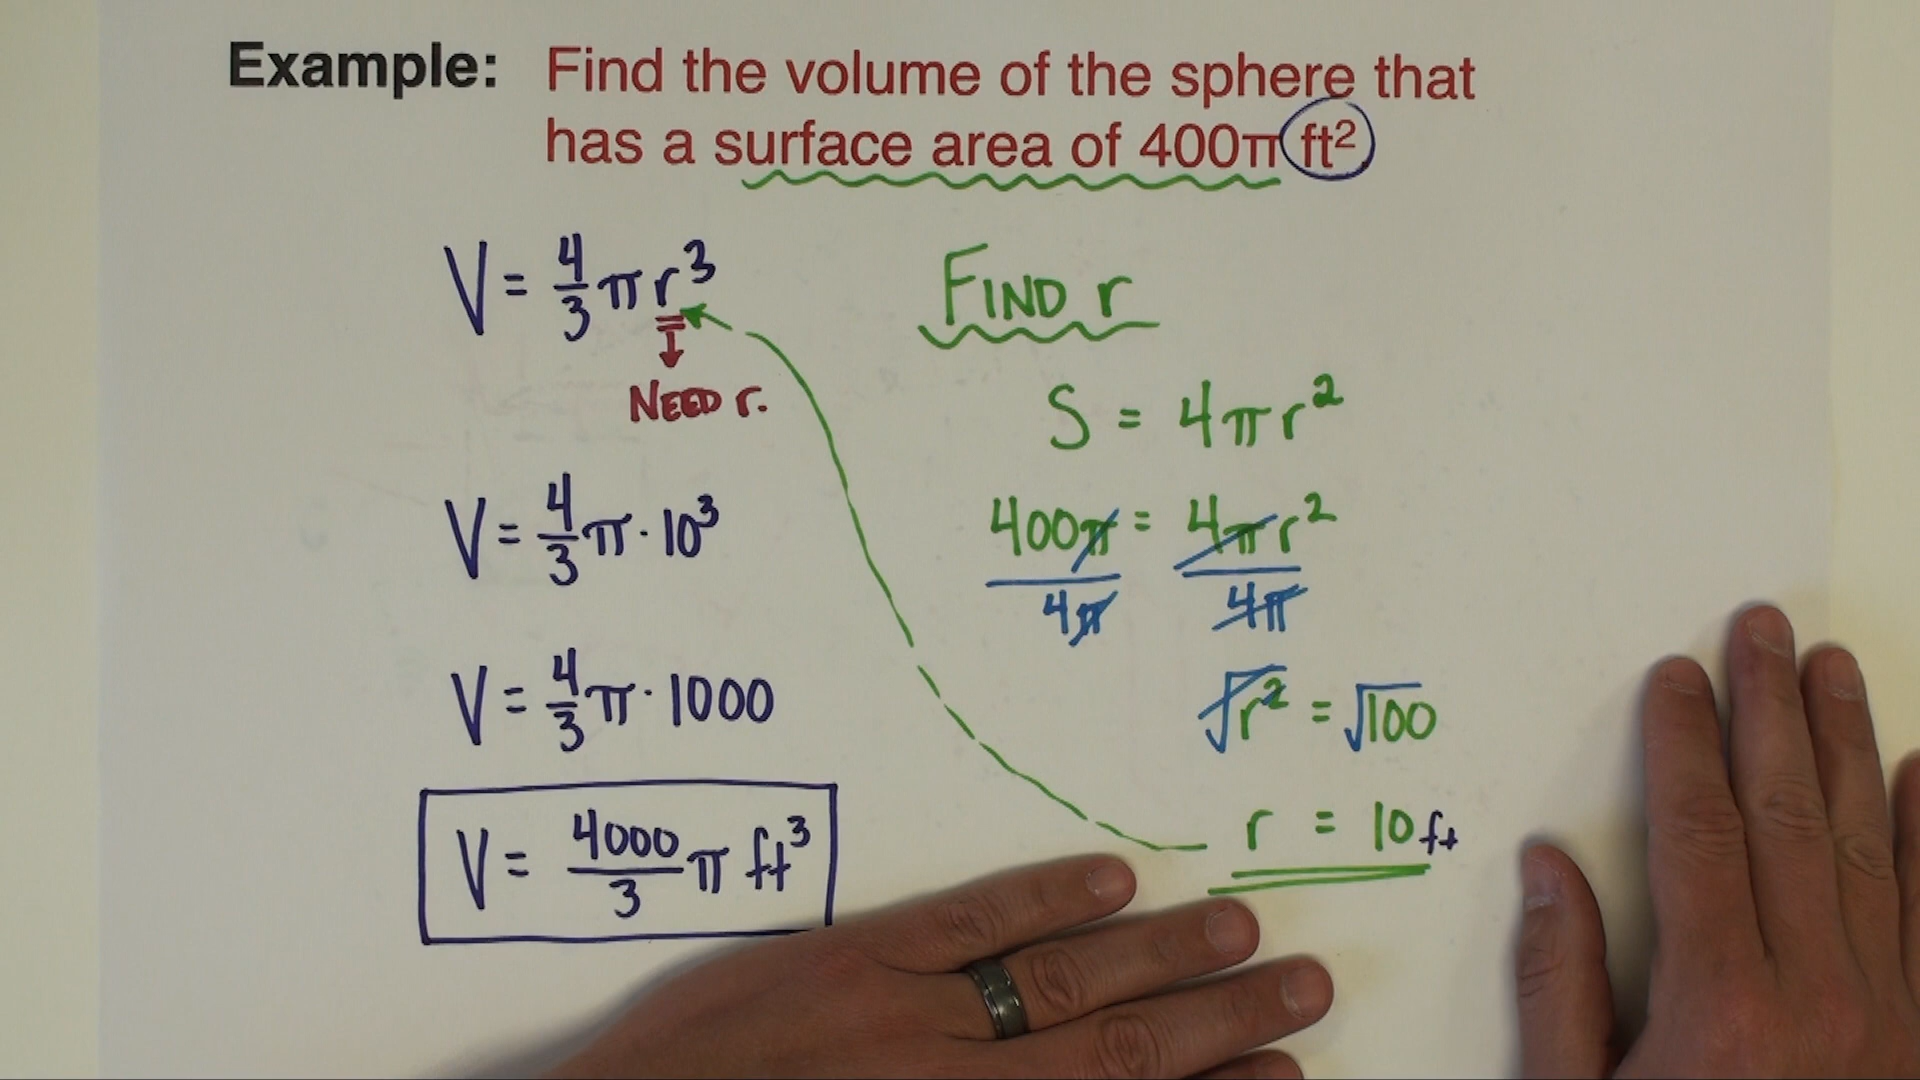 Example: Find the volume of the sphere that
has a surface area of 400π ft²
V = 4/3 π r³
NEED r.
V = 4/3 π · 10³
V = 4/3 π · 1000
V = 4000/3 π ft³
FIND r
S = 4πr²
400π/4π = 4πr²/4π
√r² = √100
r = 10 ft